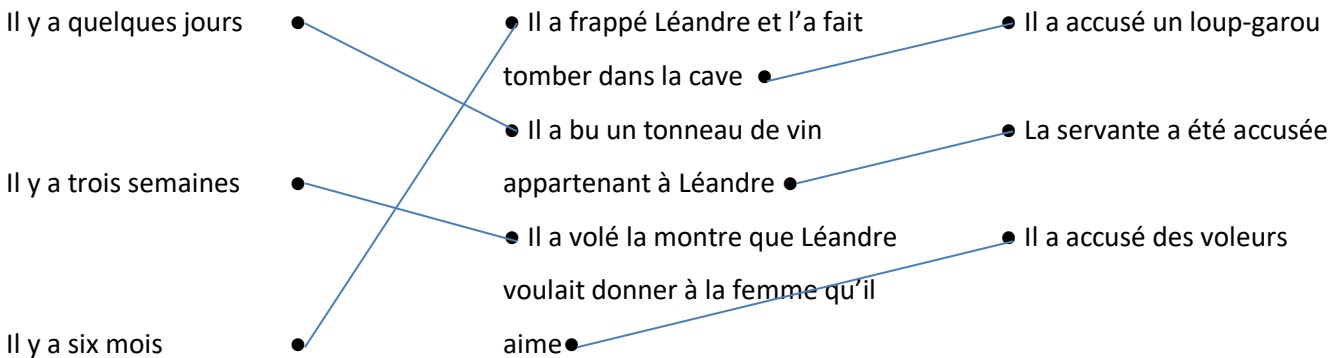 Il y a quelques jours ● ● Il a frappé Léandre et l’a fait ● Il a accusé un loup-garou
tomber dans la cave ●
● Il a bu un tonneau de vin ● La servante a été accusée
Il y a trois semaines ● appartenant à Léandre ●
● Il a volé la montre que Léandre ● Il a accusé des voleurs
voulait donner à la femme qu’il
Il y a six mois ● aime●